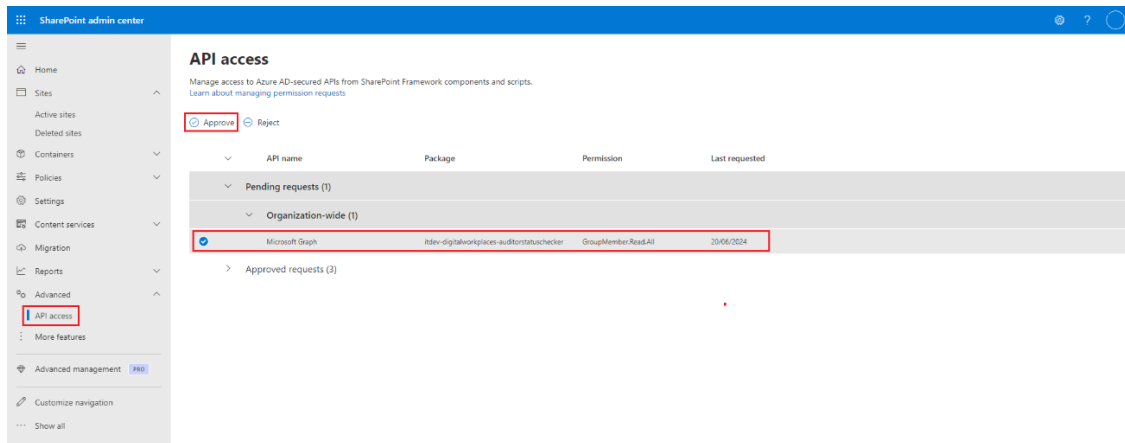 SharePoint admin center
?
Home
Sites
Active sites
Deleted sites
Containers
Policies
Settings
Content services
Migration
Reports
Advanced
API access
More features
Advanced management PRO
Customize navigation
Show all
API access
Manage access to Azure AD-secured APIs from SharePoint Framework components and scripts.
Learn about managing permission requests
Approve Reject
API name Package Permission Last requested
Pending requests (1)
Organization-wide (1)
Microsoft Graph itdev-digitalworkplaces-auditorstatuschecker GroupMember.Read.All 20/06/2024
Approved requests (3)